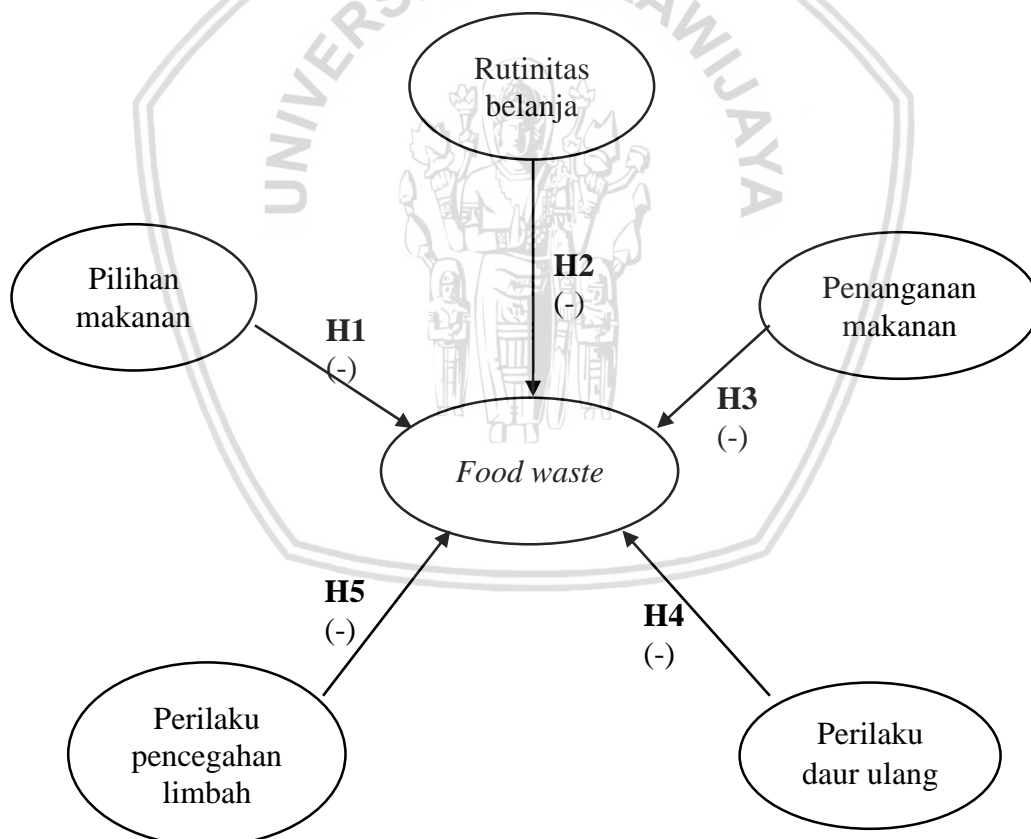 Rutinitas
belanja
Pilihan
makanan
H1
(-)
H2
(-)
Penanganan
makanan
H3
(-)
Food waste
H5
(-)
H4
(-)
Perilaku
pencegahan
limbah
Perilaku
daur ulang